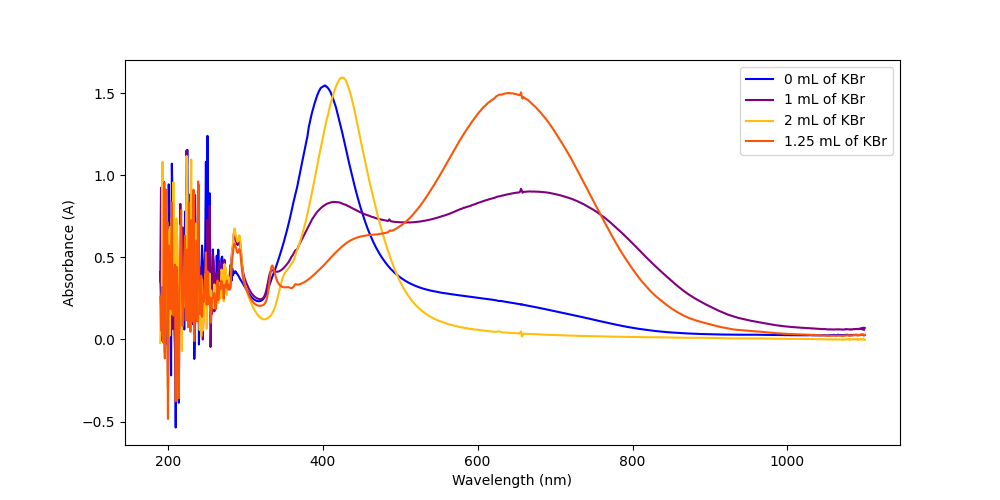 0 mL of KBr
1 mL of KBr
2 mL of KBr
1.25 mL of KBr
Absorbance (A)
1.5
1.0
0.5
0.0
−0.5
200 400 600 800 1000
Wavelength (nm)